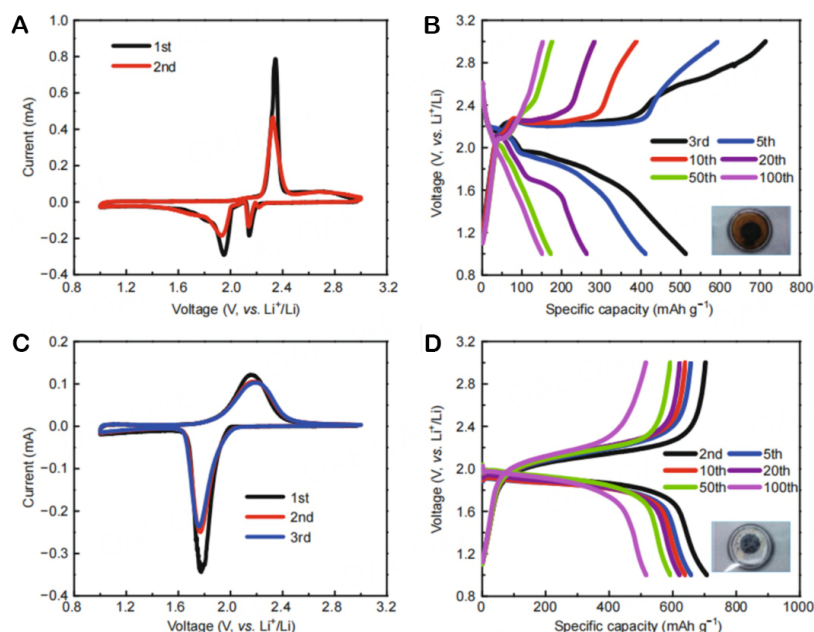 A
1st
2nd
Current (mA)
0.8
0.6
0.4
0.2
0.0
−0.2
−0.4
0.8 1.2 1.6 2.0 2.4 2.8 3.2
Voltage (V, vs. Li⁺/Li)
B
3rd 5th
10th 20th
50th 100th
Voltage (V, vs. Li⁺/Li)
3.2
2.8
2.4
2.0
1.6
1.2
0.8
0 100 200 300 400 500 600 700 800
Specific capacity (mAh g⁻¹)
C
1st
2nd
3rd
Current (mA)
0.2
0.1
0.0
−0.1
−0.2
−0.3
−0.4
0.8 1.2 1.6 2.0 2.4 2.8 3.2
Voltage (V, vs. Li⁺/Li)
D
2nd 5th
10th 20th
50th 100th
Voltage (V, vs. Li⁺/Li)
3.2
2.8
2.4
2.0
1.6
1.2
0.8
0 200 400 600 800 1000
Specific capacity (mAh g⁻¹)